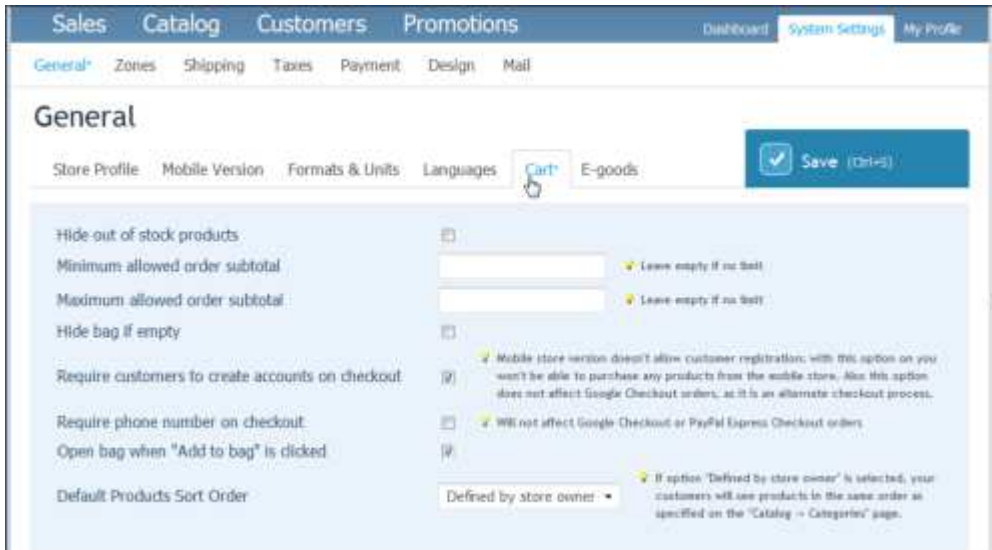 Sales Catalog Customers Promotions Dashboard System Settings My Profile
General Zones Shipping Taxes Payment Design Mail
General
Store Profile Mobile Version Formats & Units Languages Cart E-goods Save (Ctrl+S)
Hide out of stock products
Minimum allowed order subtotal Leave empty if no limit
Maximum allowed order subtotal Leave empty if no limit
Hide bag if empty
Mobile store version doesn't allow customer registration; with this option on you
Require customers to create accounts on checkout won't be able to purchase any products from the mobile store. Also this option
does not affect Google Checkout orders, as it is an alternate checkout process.
Require phone number on checkout Will not affect Google Checkout or PayPal Express Checkout orders
Open bag when "Add to bag" is clicked
If option "Defined by store owner" is selected, your
Default Products Sort Order Defined by store owner customers will see products in the same order as
specified on the "Catalog → Categories" page.